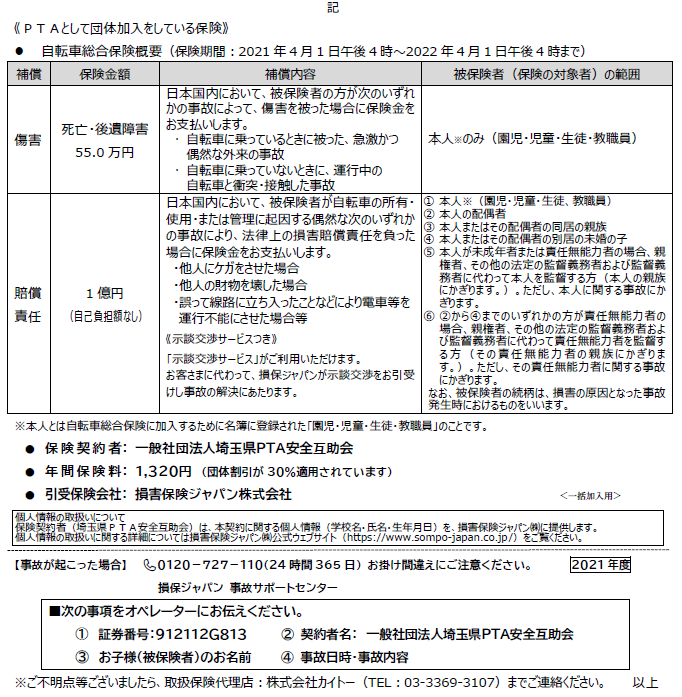 記
《ＰＴＡとして団体加入をしている保険》
● 自転車総合保険概要（保険期間：2021年４月１日午後４時～2022年４月１日午後４時まで）
補償 保険金額 補償内容 被保険者（保険の対象者）の範囲
傷害
死亡・後遺障害
55.0 万円
日本国内において、被保険者の方が次のいずれ
かの事故によって、傷害を被った場合に保険金を
お支払いします。
・ 自転車に乗っているときに被った、急激かつ
偶然な外来の事故
・ 自転車に乗っていないときに、運行中の
自転車と衝突・接触した事故
本人※のみ（園児・児童・生徒・教職員）
賠償
責任
１億円
（自己負担額なし）
日本国内において、被保険者が自転車の所有・
使用・または管理に起因する偶然な次のいずれか
の事故により、法律上の損害賠償責任を負った
場合に保険金をお支払いします。
・他人にケガをさせた場合
・他人の財物を壊した場合
・誤って線路に立ち入ったことなどにより電車等を
運行不能にさせた場合等
《示談交渉サービスつき》
「示談交渉サービス」がご利用いただけます。
お客さまに代わって、損保ジャパンが示談交渉をお引受
けし事故の解決にあたります。
① 本人※（園児・児童・生徒、教職員）
② 本人の配偶者
③ 本人またはその配偶者の同居の親族
④ 本人またはその配偶者の別居の未婚の子
⑤ 本人が未成年者または責任無能力者の場合、親
権者、その他の法定の監督義務者および監督義
務者に代わって本人を監督する方（本人の親族
にかぎります。）。ただし、本人に関する事故にか
ぎります。
⑥ ②から④までのいずれかの方が責任無能力者の
場合、親権者、その他の法定の監督義務者およ
び監督義務者に代わって責任無能力者を監督す
る方（その責任無能力者の親族にかぎりま
す。）。ただし、その責任無能力者に関する事故
にかぎります。
なお、被保険者の続柄は、損害の原因となった事故
発生時におけるものをいいます。
※本人とは自転車総合保険に加入するために名簿に登録された「園児・児童・生徒・教職員」のことです。
● 保険契約者： 一般社団法人埼玉県PTA安全互助会
● 年間保険料： 1,320円 （団体割引が 30％適用されています）
● 引受保険会社： 損害保険ジャパン株式会社
＜一括加入用＞
個人情報の取扱いについて
保険契約者（埼玉県ＰＴＡ安全互助会）は、本契約に関する個人情報（学校名・氏名・生年月日）を、損害保険ジャパン㈱に提供します。
個人情報の取扱いに関する詳細については損害保険ジャパン㈱公式ウェブサイト（https://www.sompo-japan.co.jp/）をご覧ください。
【事故が起こった場合】 0120-727-110(24時間365日) お掛け間違えにご注意ください。 2021年度
損保ジャパン 事故サポートセンター
■次の事項をオペレーターにお伝えください。
① 証券番号：912112G813 ② 契約者名： 一般社団法人埼玉県PTA安全互助会
③ お子様（被保険者）のお名前 ④ 事故日時・事故内容
※ご不明点等ございましたら、取扱保険代理店：株式会社カイトー（TEL：03-3369-3107）までご連絡ください。 以上